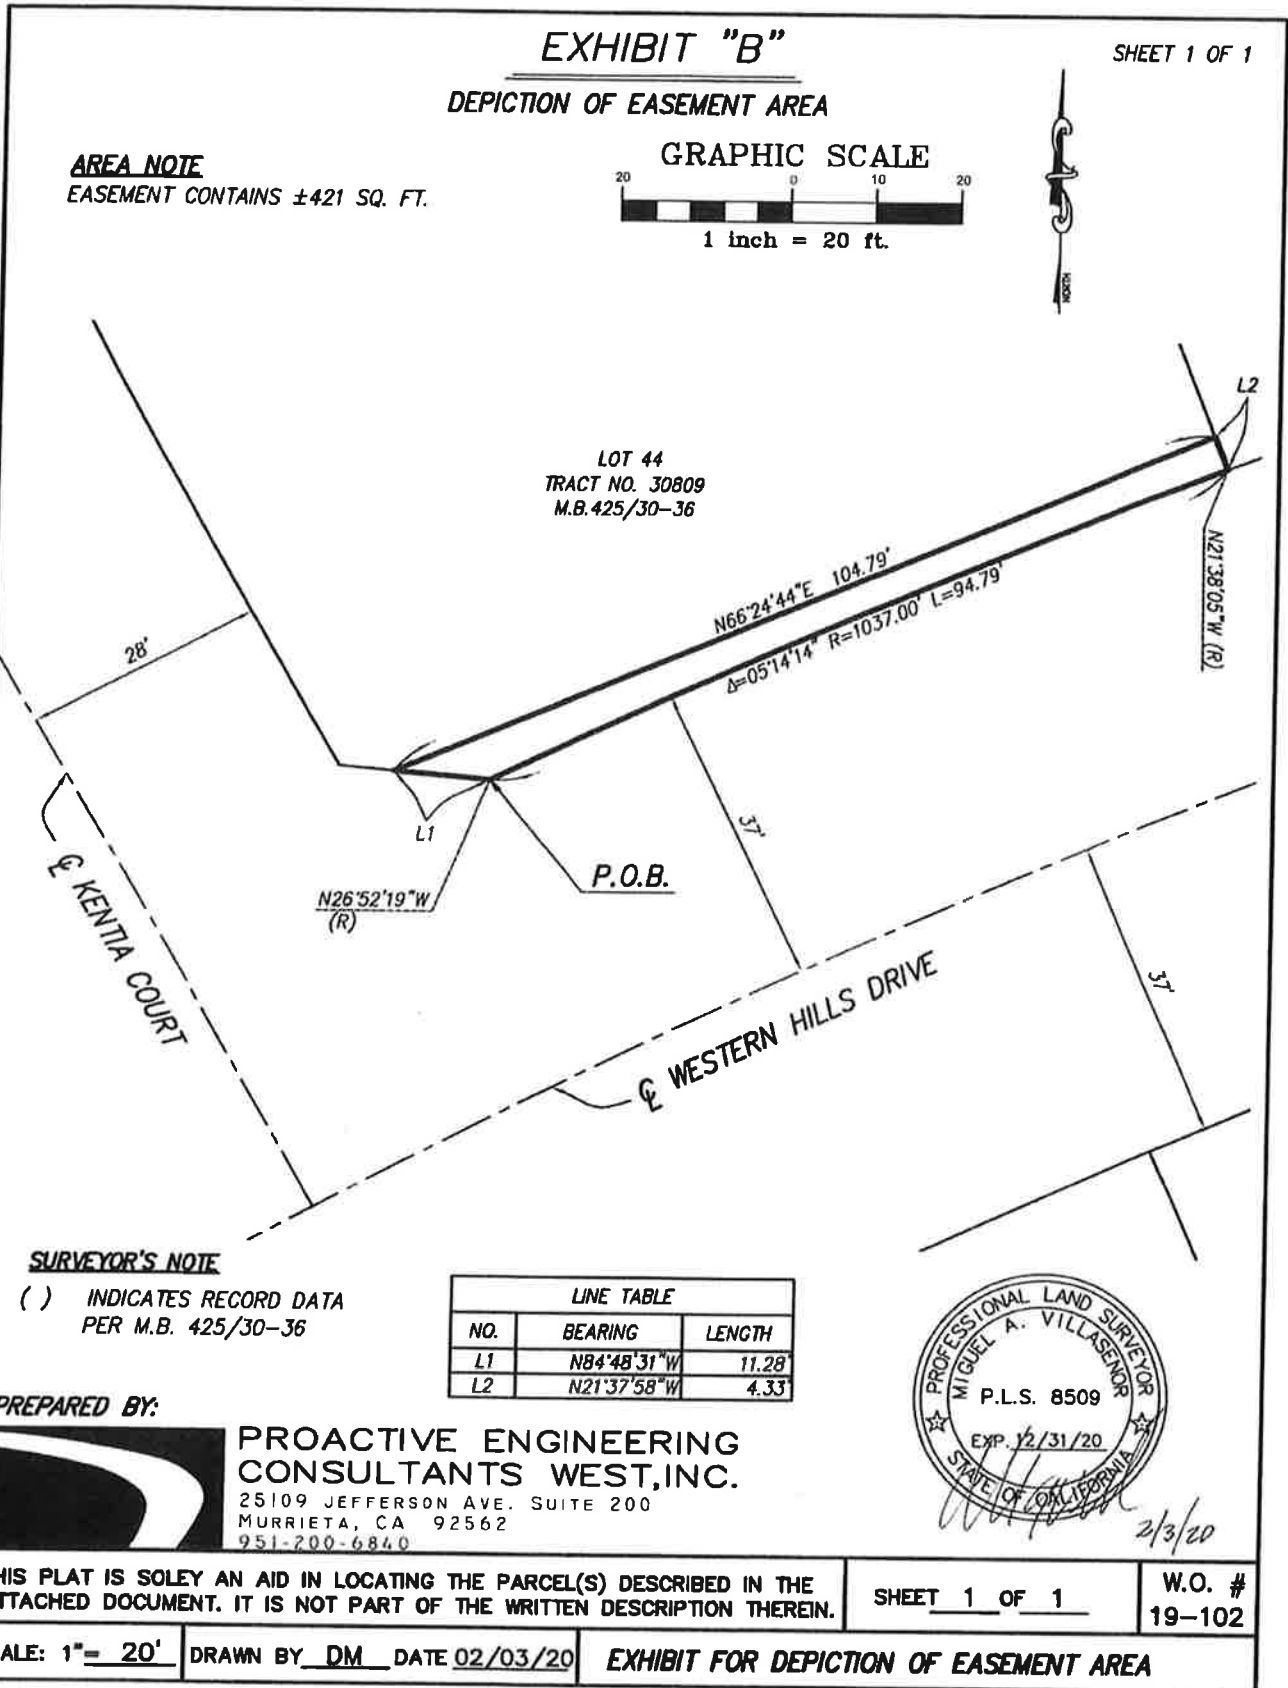 EXHIBIT "B"
SHEET 1 OF 1
DEPICTION OF EASEMENT AREA
AREA NOTE
EASEMENT CONTAINS ±421 SQ. FT.
GRAPHIC SCALE
20 0 10 20
1 inch = 20 ft.
NORTH
L2
LOT 44
TRACT NO. 30809
M.B.425/30-36
N66°24'44"E 104.79'
Δ=05°14'14" R=1037.00' L=94.79'
N21°38'05"W (R)
28'
L1
37'
P.O.B.
N26°52'19"W
(R)
℄ KENTIA COURT
37'
℄ WESTERN HILLS DRIVE
SURVEYOR'S NOTE
( ) INDICATES RECORD DATA
PER M.B. 425/30-36
LINE TABLE
NO. BEARING LENGTH
L1 N84°48'31"W 11.28'
L2 N21°37'58"W 4.33'
PROFESSIONAL LAND SURVEYOR
MIGUEL A. VILLASENOR
P.L.S. 8509
EXP. 12/31/20
STATE OF CALIFORNIA
2/3/20
PREPARED BY:
PROACTIVE ENGINEERING
CONSULTANTS WEST,INC.
25109 JEFFERSON AVE. SUITE 200
MURRIETA, CA 92562
951-200-6840
HIS PLAT IS SOLEY AN AID IN LOCATING THE PARCEL(S) DESCRIBED IN THE
TTACHED DOCUMENT. IT IS NOT PART OF THE WRITTEN DESCRIPTION THEREIN.
SHEET 1 OF 1
W.O. #
19-102
ALE: 1"= 20'
DRAWN BY DM DATE 02/03/20
EXHIBIT FOR DEPICTION OF EASEMENT AREA